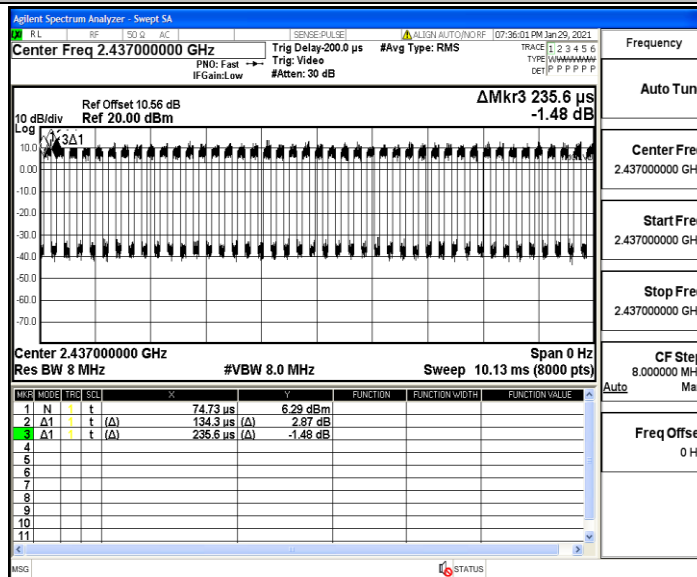 Agilent Spectrum Analyzer - Swept SA
RL RF 50 Ω AC SENSE:PULSE ALIGN AUTO/NO RF 07:36:01 PM Jan 29, 2021
Center Freq 2.437000000 GHz
PNO: Fast
IFGain:Low
Trig Delay-200.0 µs
Trig: Video
#Atten: 30 dB
#Avg Type: RMS
TRACE 1 2 3 4 5 6
TYPE WWWWWW
DET P P P P P P
ΔMkr3 235.6 µs
-1.48 dB
Ref Offset 10.56 dB
10 dB/div Ref 20.00 dBm
Log
3Δ1
10.0
0.00
-10.0
-20.0
-30.0
-40.0
-50.0
-60.0
-70.0
Center 2.437000000 GHz Span 0 Hz
Res BW 8 MHz #VBW 8.0 MHz Sweep 10.13 ms (8000 pts)
MKR MODE TRC SCL X Y FUNCTION FUNCTION WIDTH FUNCTION VALUE
1 N t 74.73 µs 6.29 dBm
2 Δ1 t (Δ) 134.3 µs (Δ) 2.87 dB
3 Δ1 t (Δ) 235.6 µs (Δ) -1.48 dB
4
5
6
7
8
9
10
11
MSG STATUS
Frequency
Auto Tun
Center Fre
2.437000000 GH
Start Fre
2.437000000 GH
Stop Fre
2.437000000 GH
CF Step
8.000000 MH
Auto Ma
Freq Offse
0 H